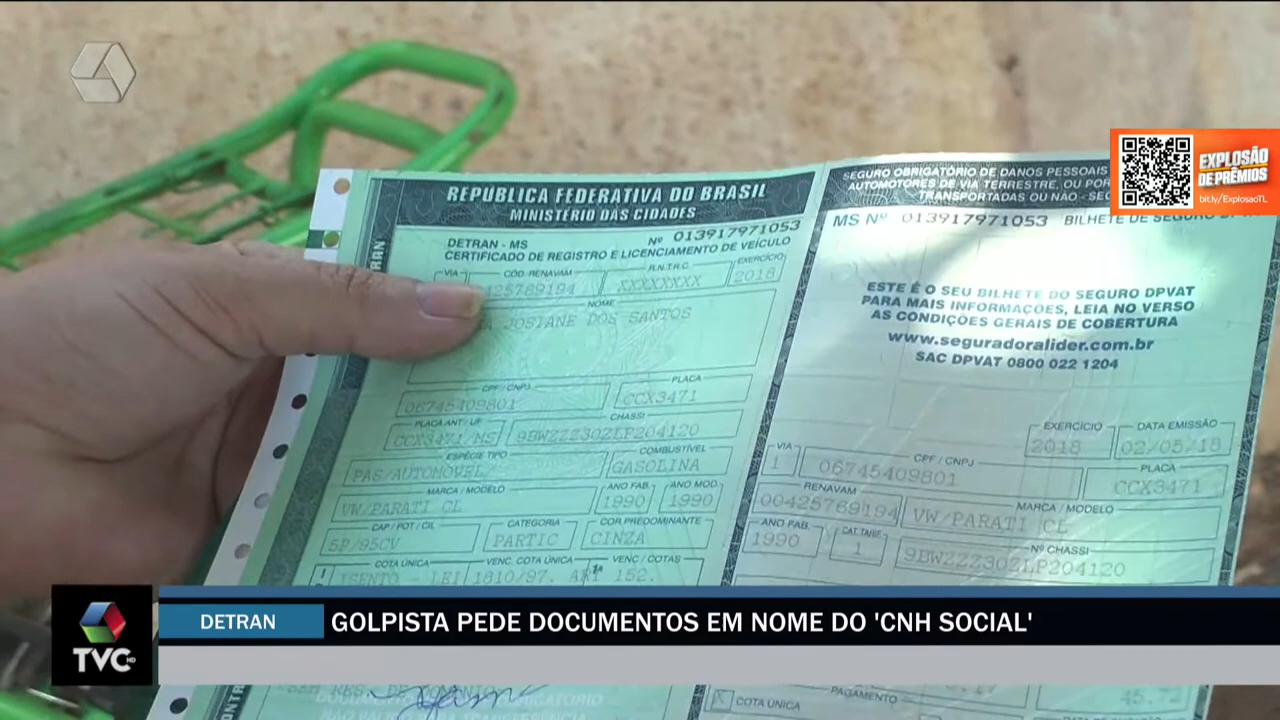 REPÚBLICA FEDERATIVA DO BRASIL
MINISTÉRIO DAS CIDADES
DETRAN - MS
Nº 013917971053
CERTIFICADO DE REGISTRO E LICENCIAMENTO DE VEÍCULO
VIA
CÓD. RENAVAM
R.N.T.R.C
EXERCÍCIO
425769194
XXXXXXXX
2018
NOME
JOSIANE DOS SANTOS
CPF / CNPJ
PLACA
06745409801
CCX3471
PLACA ANT / UF
CHASSI
CCX3471/MS
9BWZZZ30ZLP204120
ESPÉCIE TIPO
COMBUSTÍVEL
PAS/AUTOMOVEL
GASOLINA
MARCA / MODELO
ANO FAB.
ANO MOD.
VW/PARATI CL
1990
1990
CAP / POT / CIL
CATEGORIA
COR PREDOMINANTE
5P/95CV
PARTIC
CINZA
COTA ÚNICA
VENC. COTA ÚNICA
VENC / COTAS
ISENTO - LEI 1810/97. ART 152.
1ª
SEGURO OBRIGATÓRIO DE DANOS PESSOAIS
AUTOMOTORES DE VIA TERRESTRE, OU POR
TRANSPORTADAS OU NÃO -
MS Nº 013917971053 BILHETE DE SEGURO
ESTE É O SEU BILHETE DO SEGURO DPVAT
PARA MAIS INFORMAÇÕES, LEIA NO VERSO
AS CONDIÇÕES GERAIS DE COBERTURA
www.seguradoralider.com.br
SAC DPVAT 0800 022 1204
EXERCÍCIO
DATA EMISSÃO
2018
02/05/18
VIA
CPF / CNPJ
PLACA
1
06745409801
CCX3471
RENAVAM
MARCA / MODELO
00425769194
VW/PARATI CL
ANO FAB.
CAT. TARIF.
Nº CHASSI
1990
1
9BWZZZ30ZLP204120
PAGAMENTO
X
COTA ÚNICA
45.72
EXPLOSÃO
DE PRÊMIOS
bit.ly/ExplosaoTL
DETRAN
GOLPISTA PEDE DOCUMENTOS EM NOME DO 'CNH SOCIAL'
TVC HD